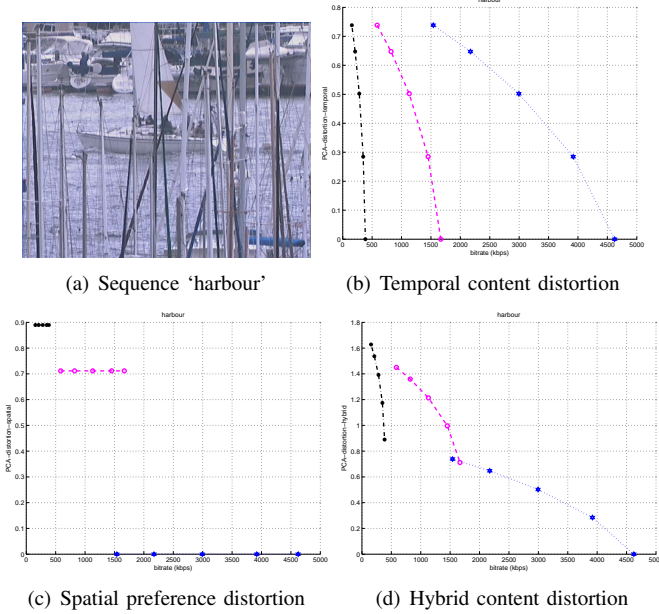 harbour
0.8
0.7
0.6
0.5
0.4
0.3
0.2
0.1
0
PCA-distortion-temporal
0 500 1000 1500 2000 2500 3000 3500 4000 4500 5000
bitrate (kbps)
(a) Sequence ‘harbour’
(b) Temporal content distortion
harbour
0.9
0.8
0.7
0.6
0.5
0.4
0.3
0.2
0.1
0
PCA-distortion-spatial
0 500 1000 1500 2000 2500 3000 3500 4000 4500 5000
bitrate (kbps)
harbour
1.8
1.6
1.4
1.2
1
0.8
0.6
0.4
0.2
0
PCA-distortion-hybrid
0 500 1000 1500 2000 2500 3000 3500 4000 4500 5000
bitrate (kbps)
(c) Spatial preference distortion
(d) Hybrid content distortion